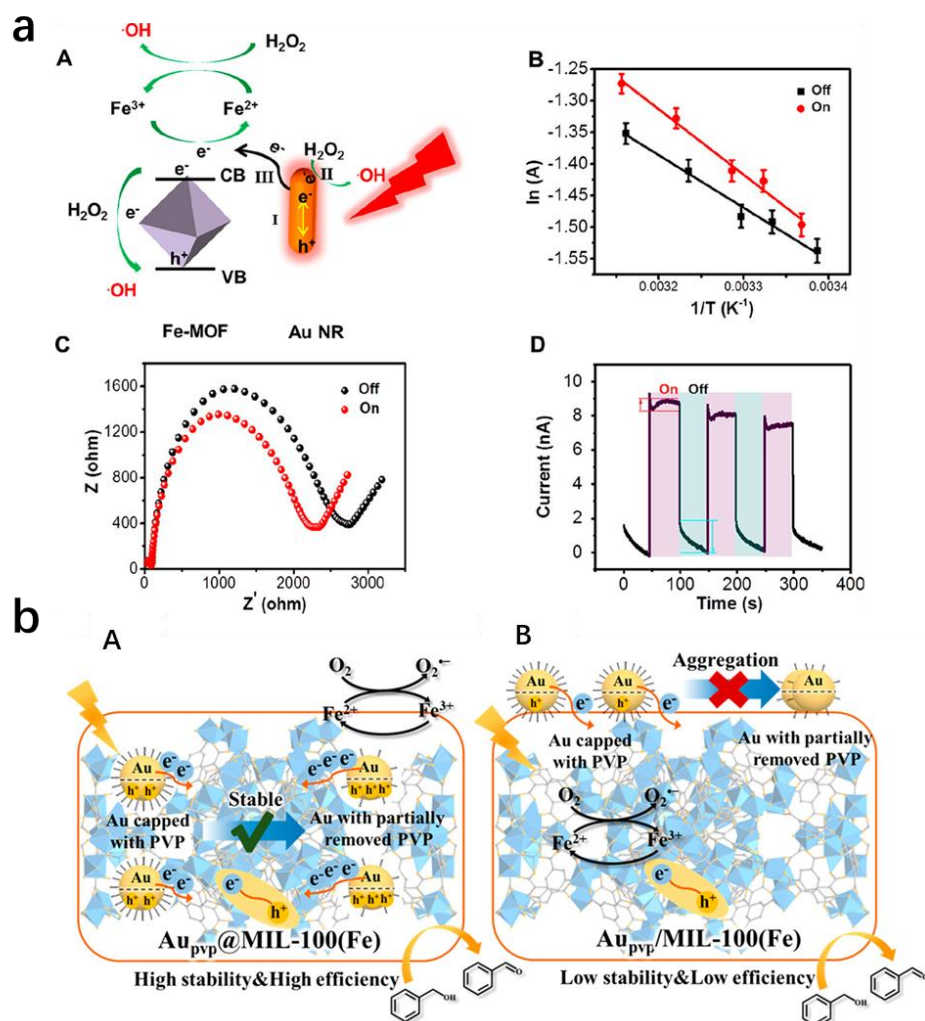 a
A
·OH
H2O2
Fe3+
Fe2+
e-
e-
H2O2
e-
CB
III
e-
II
·OH
H2O2
e-
I
h+
h+
VB
·OH
Fe-MOF
Au NR
B
-1.25
-1.30
-1.35
-1.40
-1.45
-1.50
-1.55
ln (A)
Off
On
0.0032
0.0033
0.0034
1/T (K-1)
C
1600
1200
800
400
0
Z (ohm)
Off
On
0
1000
2000
3000
Z' (ohm)
D
10
8
6
4
2
0
Current (nA)
On
Off
0
100
200
300
400
Time (s)
b
A
O2
O2•−
Fe2+
Fe3+
Au
h+ h+
e-
e-
e-
e-
e-
Au
h+ h+ h+
Stable
Au capped
with PVP
Au with partially
removed PVP
Au
h+ h+
e-
e-
e-
e-
e-
Au
h+ h+ h+
e-
h+
Aupvp@MIL-100(Fe)
High stability&High efficiency
OH
O
B
Au
h+
e-
Au
h+
e-
Aggregation
Au
Au capped
with PVP
Au with partially
removed PVP
O2
O2•−
Fe2+
Fe3+
e-
h+
Aupvp/MIL-100(Fe)
Low stability&Low efficiency
OH
O